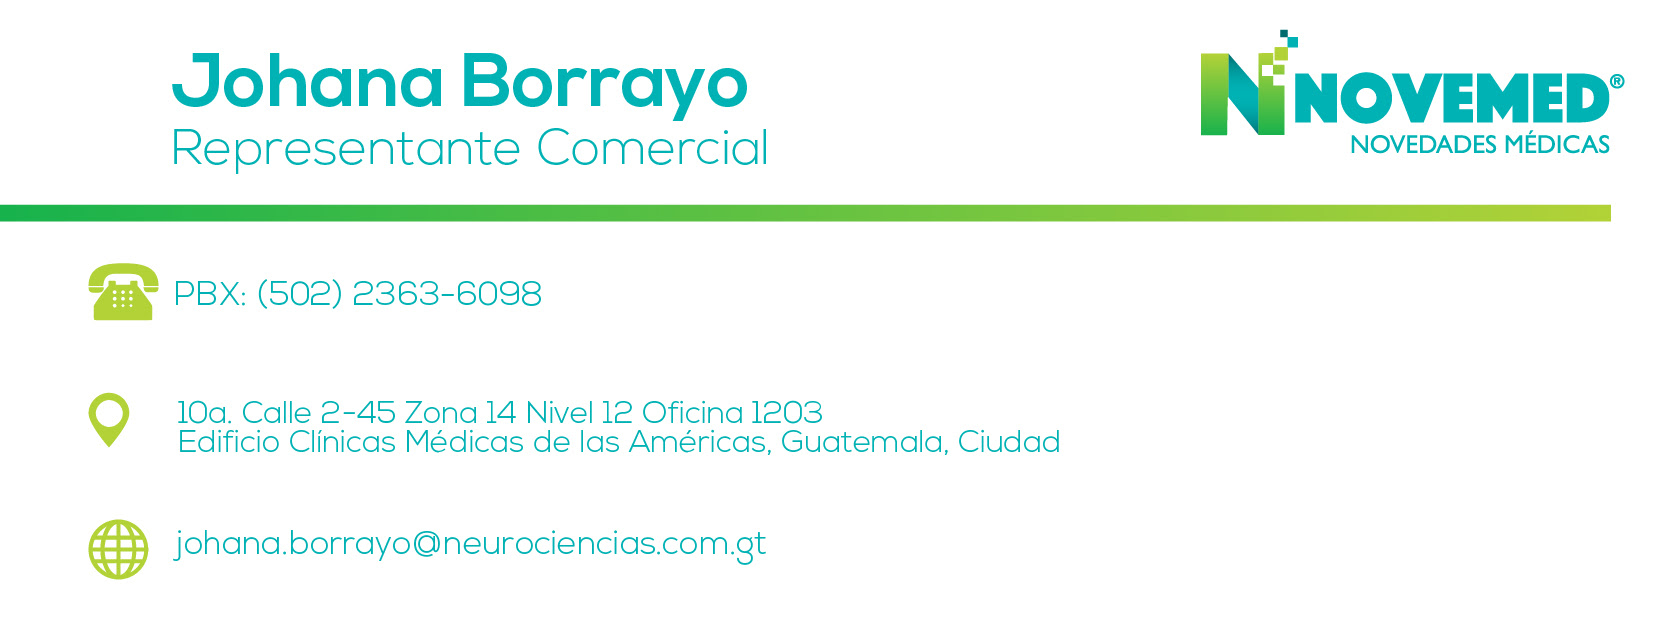 Johana Borrayo
Representante Comercial
NOVEMED®
NOVEDADES MÉDICAS
PBX: (502) 2363-6098
10a. Calle 2-45 Zona 14 Nivel 12 Oficina 1203
Edificio Clínicas Médicas de las Américas, Guatemala, Ciudad
johana.borrayo@neurociencias.com.gt